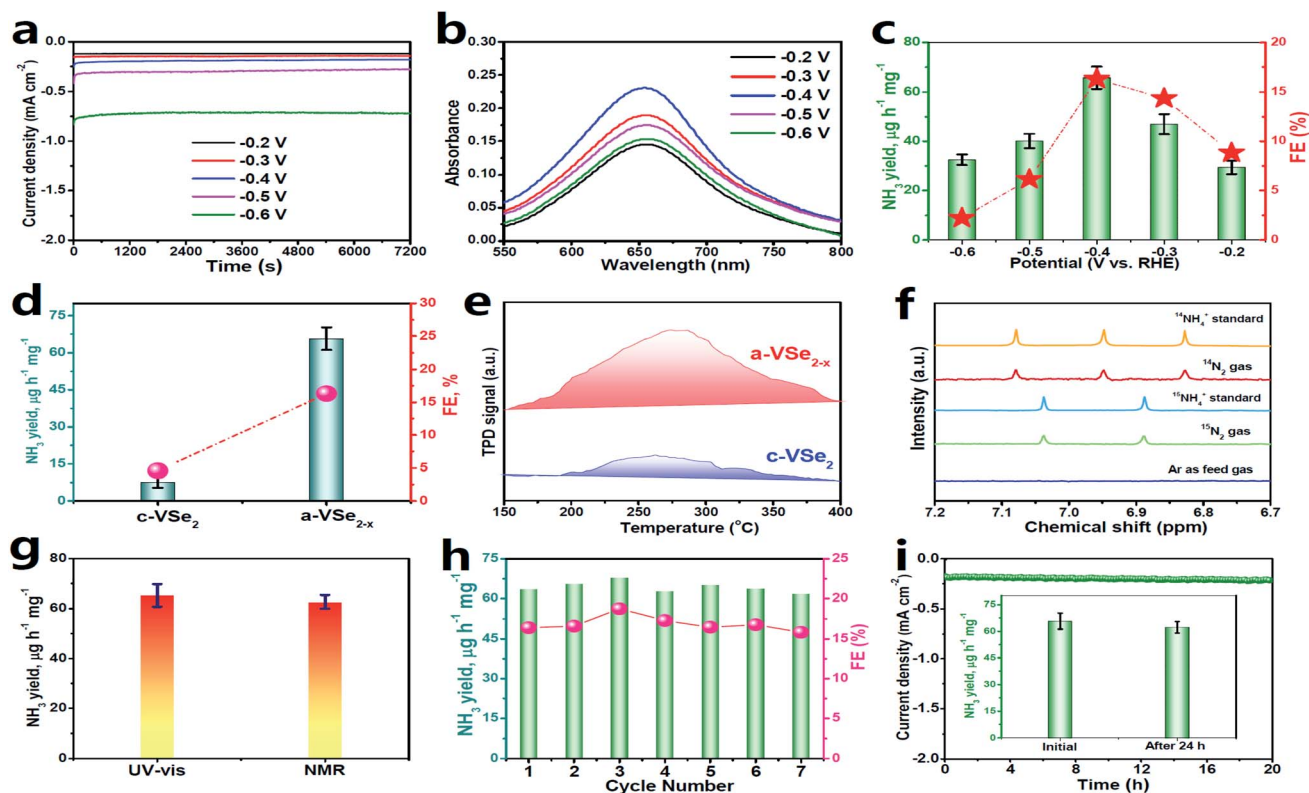 a
0.0
-0.5
-1.0
-1.5
-2.0
Current density (mA cm⁻²)
-0.2 V
-0.3 V
-0.4 V
-0.5 V
-0.6 V
0 1200 2400 3600 4800 6000 7200
Time (s)
b
0.30
0.25
0.20
0.15
0.10
0.05
0.00
Absorbance
-0.2 V
-0.3 V
-0.4 V
-0.5 V
-0.6 V
550 600 650 700 750 800
Wavelength (nm)
c
80
60
40
20
0
NH₃ yield, μg h⁻¹ mg⁻¹
20
15
10
5
0
FE (%)
-0.6 -0.5 -0.4 -0.3 -0.2
Potential (V vs. RHE)
d
75
60
45
30
15
0
NH₃ yield, μg h⁻¹ mg⁻¹
30
25
20
15
10
5
0
FE, %
c-VSe₂ a-VSe₂₋ₓ
e
TPD signal (a.u.)
a-VSe₂₋ₓ
c-VSe₂
150 200 250 300 350 400
Temperature (°C)
f
Intensity (a.u.)
¹⁴NH₄⁺ standard
¹⁴N₂ gas
¹⁵NH₄⁺ standard
¹⁵N₂ gas
Ar as feed gas
7.2 7.1 7.0 6.9 6.8 6.7
Chemical shift (ppm)
g
80
60
40
20
0
NH₃ yield, μg h⁻¹ mg⁻¹
UV-vis NMR
h
75
60
45
30
15
0
NH₃ yield, μg h⁻¹ mg⁻¹
25
20
15
10
5
0
FE (%)
1 2 3 4 5 6 7
Cycle Number
i
0.0
-0.5
-1.0
-1.5
-2.0
Current density (mA cm⁻²)
75
60
45
30
15
0
NH₃ yield, μg h⁻¹ mg⁻¹
Initial After 24 h
0 4 8 12 16 20
Time (h)